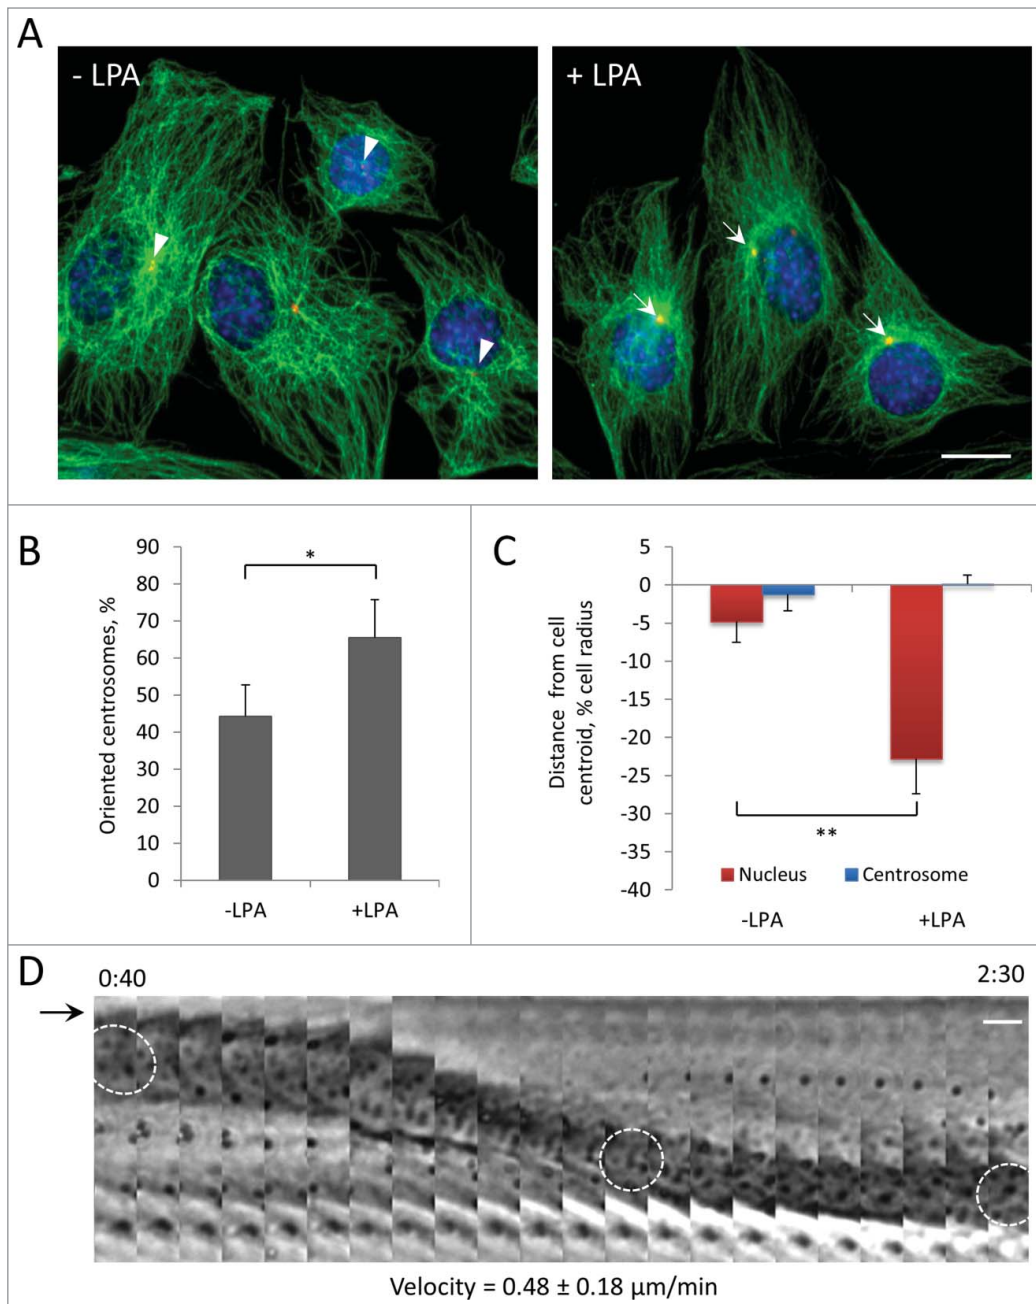 A
- LPA
+ LPA
B
90
80
70
60
50
40
30
20
10
0
Oriented centrosomes, %
*
-LPA
+LPA
C
5
0
-5
-10
-15
-20
-25
-30
-35
-40
Distance from cell
centroid, % cell radius
**
Nucleus
Centrosome
-LPA
+LPA
D
0:40
2:30
Velocity = 0.48 ± 0.18 µm/min